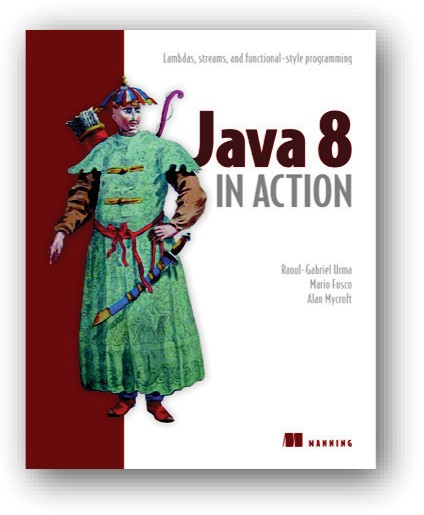 Lambdas, streams, and functional-style programming
Java 8
IN ACTION
Raoul-Gabriel Urma
Mario Fusco
Alan Mycroft
MANNING